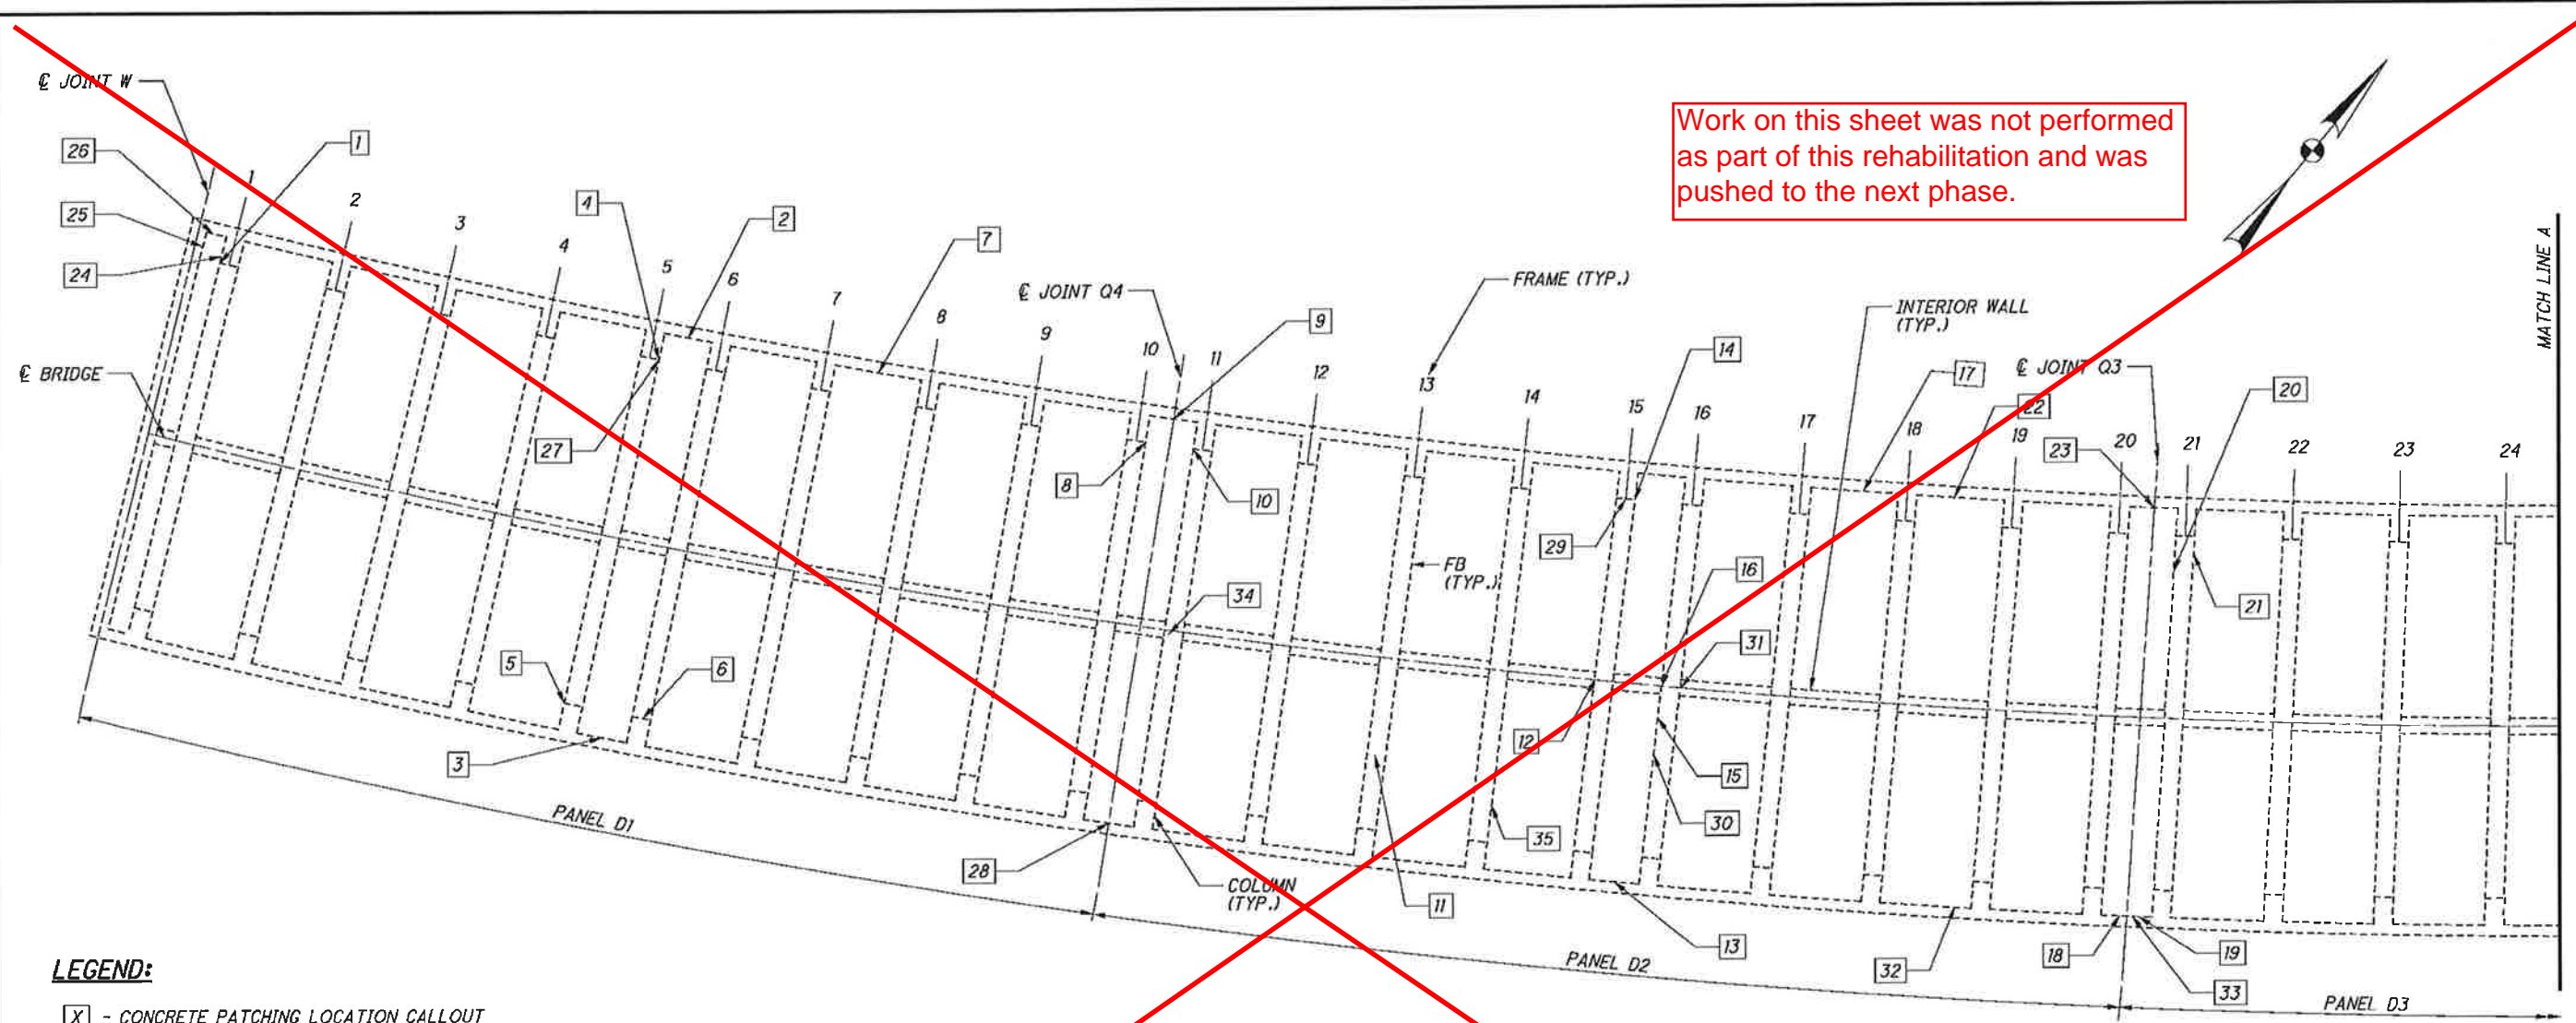 ℄ JOINT W
26
1
25
24
℄ BRIDGE
1
2
3
4
5
6
7
8
9
10
11
12
13
14
15
16
17
18
19
20
21
22
23
24
4
2
7
27
℄ JOINT Q4
9
8
10
FRAME (TYP.)
14
INTERIOR WALL
(TYP.)
17
℄ JOINT Q3
22
23
20
21
Work on this sheet was not performed
as part of this rehabilitation and was
pushed to the next phase.
MATCH LINE A
29
FB
(TYP.)
16
34
31
5
6
3
12
15
30
35
28
COLUMN
(TYP.)
11
13
32
18
19
33
PANEL D1
PANEL D2
PANEL D3
LEGEND:
X - CONCRETE PATCHING LOCATION CALLOUT